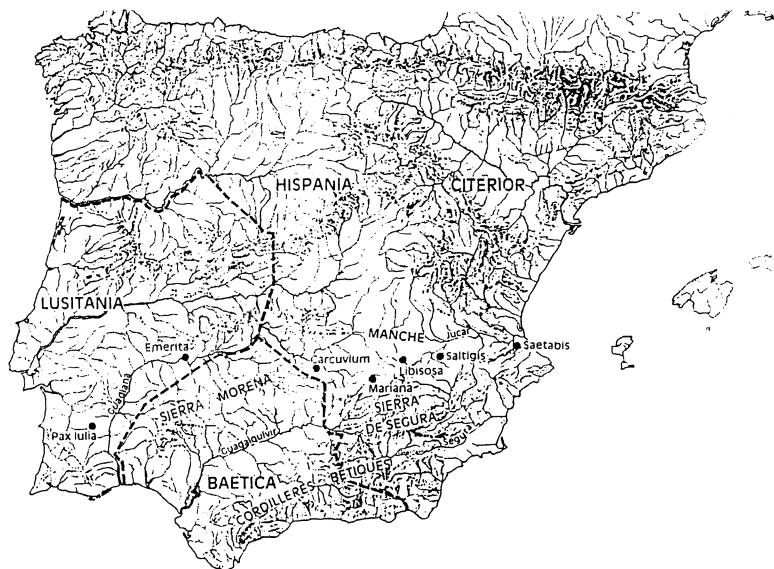 HISPANIA CITERIOR
LUSITANIA
MANCHE
Jucar
Emerita
Carcuvium
Saltigis
Saetabis
Libisosa
Mariana
Guadiana
SIERRA MORENA
SIERRA
DE SEGURA
Pax Iulia
Guadalquivir
Segura
BAETICA
CORDILLERES BETIQUES